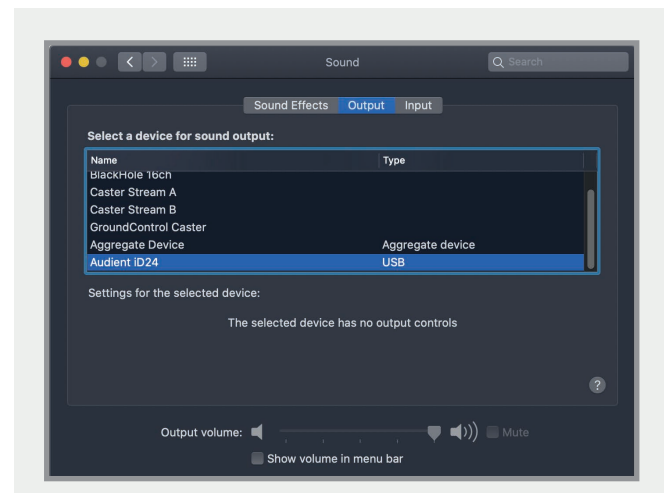 Sound
Search
Sound Effects Output Input
Select a device for sound output:
Name Type
BlackHole 16ch
Caster Stream A
Caster Stream B
GroundControl Caster
Aggregate Device Aggregate device
Audient iD24 USB
Settings for the selected device:
The selected device has no output controls
?
Output volume: Mute
Show volume in menu bar